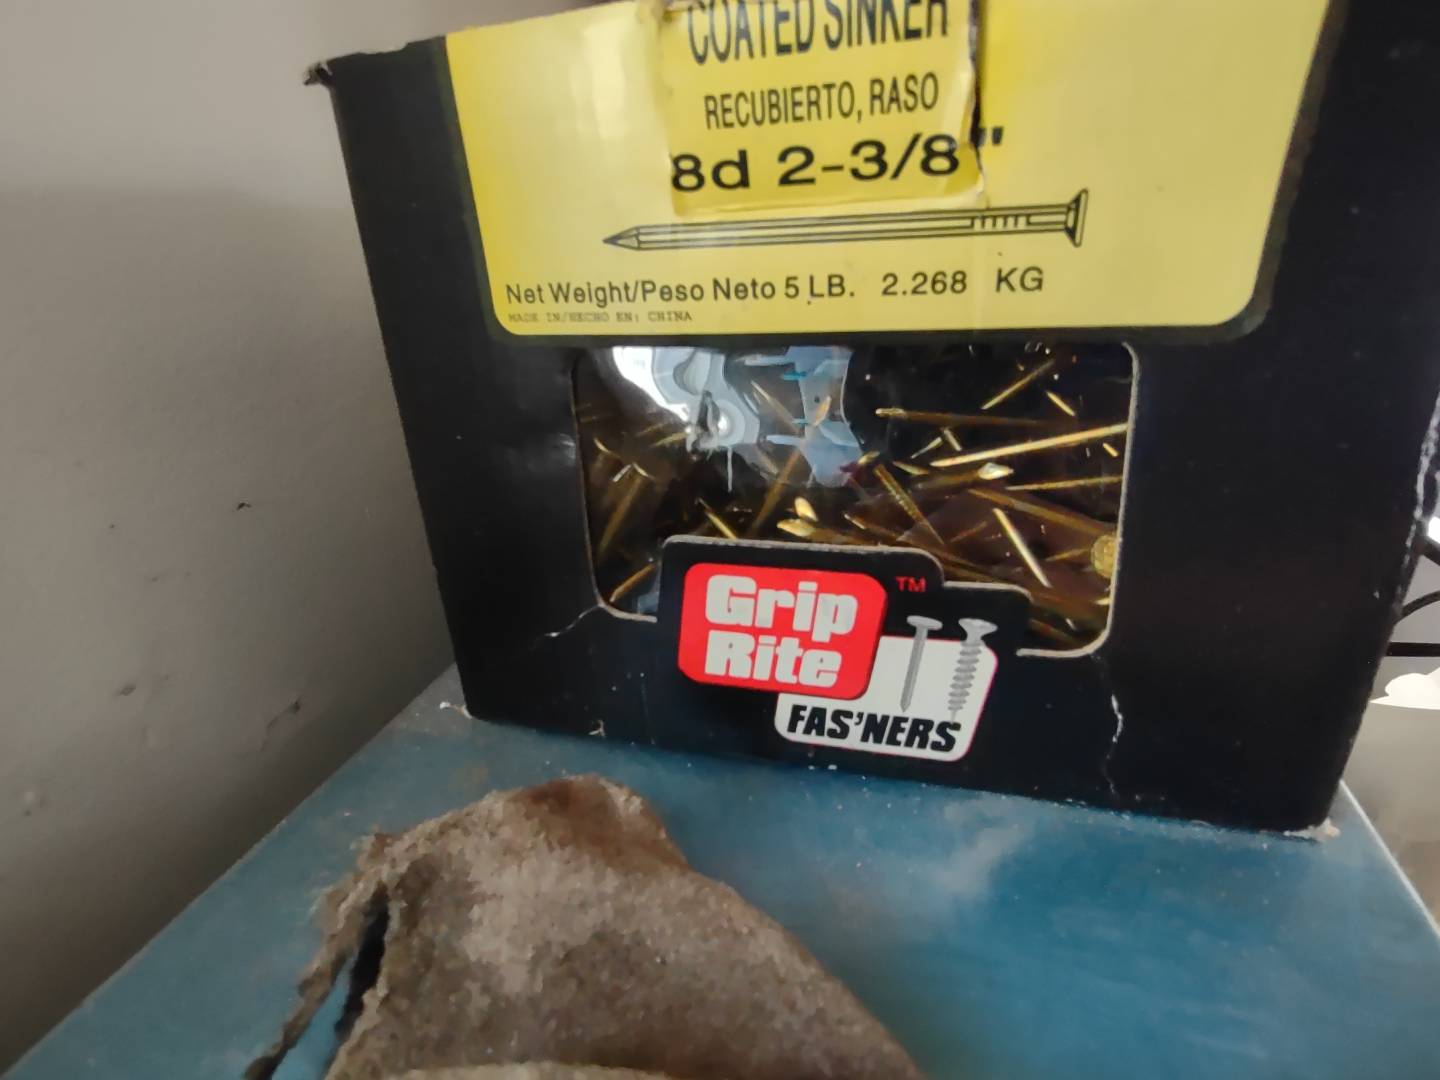 COATED SINKER
RECUBIERTO, RASO
8d 2-3/8"
Net Weight/Peso Neto 5 LB. 2.268 KG
MADE IN/HECHO EN: CHINA
Grip
Rite
TM
FAS'NERS